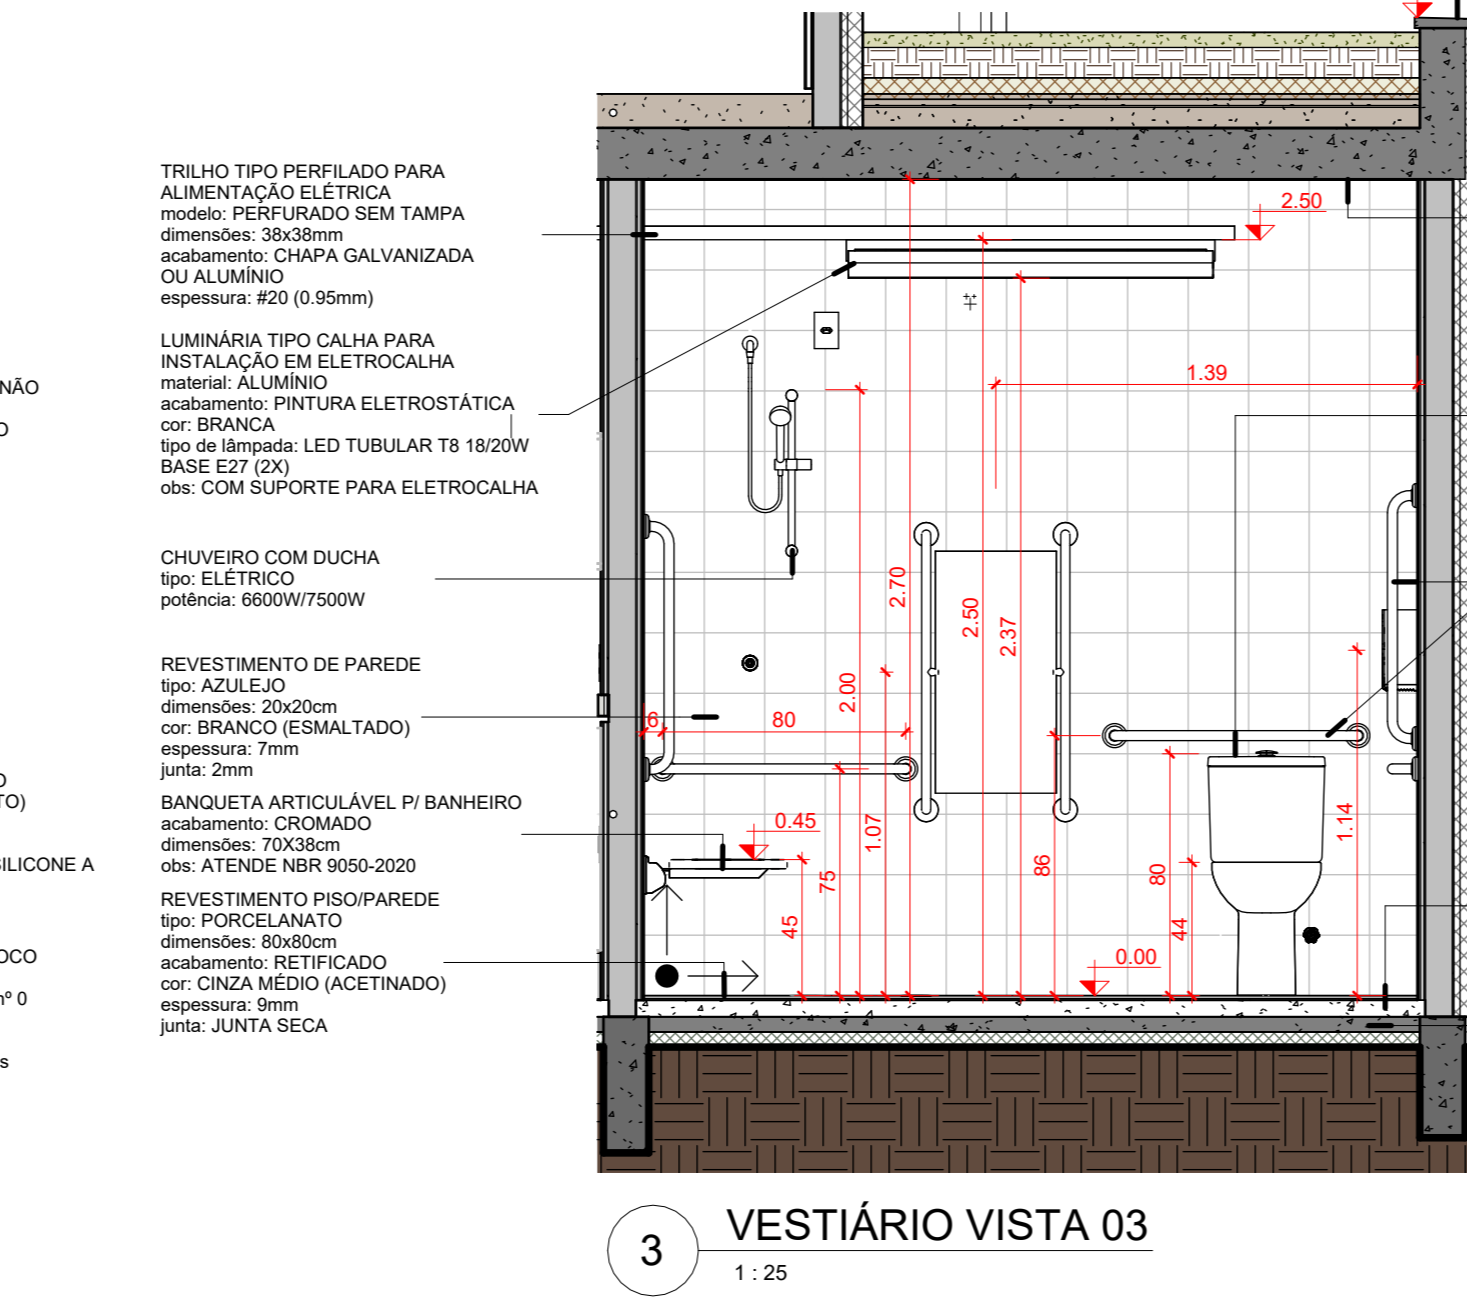 NÃO
O
O
TO)
SILICONE A
OCO
nº 0
s
TRILHO TIPO PERFILADO PARA
ALIMENTAÇÃO ELÉTRICA
modelo: PERFURADO SEM TAMPA
dimensões: 38x38mm
acabamento: CHAPA GALVANIZADA
OU ALUMÍNIO
espessura: #20 (0.95mm)
LUMINÁRIA TIPO CALHA PARA
INSTALAÇÃO EM ELETROCALHA
material: ALUMÍNIO
acabamento: PINTURA ELETROSTÁTICA
cor: BRANCA
tipo de lâmpada: LED TUBULAR T8 18/20W
BASE E27 (2X)
obs: COM SUPORTE PARA ELETROCALHA
CHUVEIRO COM DUCHA
tipo: ELÉTRICO
potência: 6600W/7500W
REVESTIMENTO DE PAREDE
tipo: AZULEJO
dimensões: 20x20cm
cor: BRANCO (ESMALTADO)
espessura: 7mm
junta: 2mm
BANQUETA ARTICULÁVEL P/ BANHEIRO
acabamento: CROMADO
dimensões: 70X38cm
obs: ATENDE NBR 9050-2020
REVESTIMENTO PISO/PAREDE
tipo: PORCELANATO
dimensões: 80x80cm
acabamento: RETIFICADO
cor: CINZA MÉDIO (ACETINADO)
espessura: 9mm
junta: JUNTA SECA
2.50
1.39
2.70
2.50
2.37
2.00
6
80
1.07
0.45
75
45
86
80
44
1.14
0.00
3
VESTIÁRIO VISTA 03
1 : 25